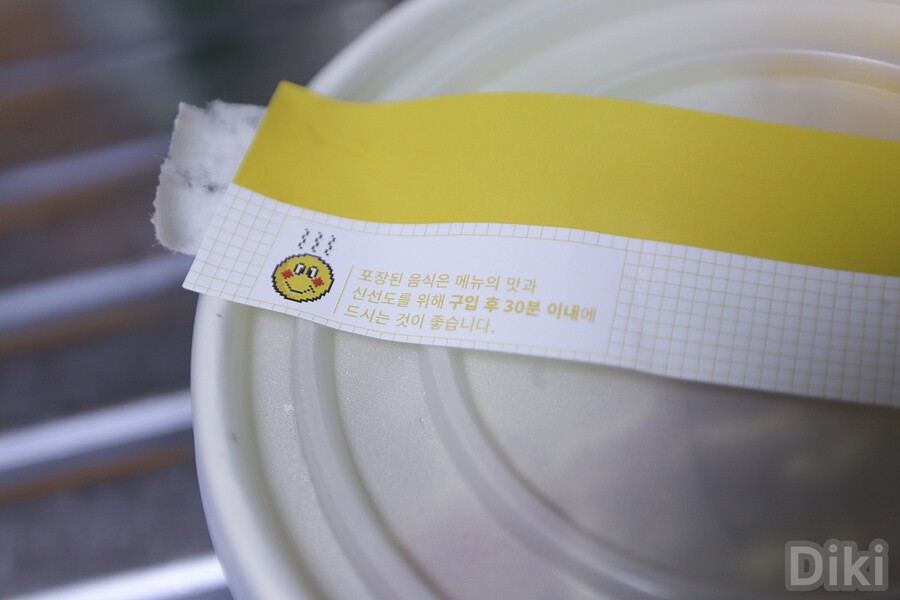 포장된 음식은 메뉴의 맛과
신선도를 위해 구입 후 30분 이내에
드시는 것이 좋습니다.
Diki